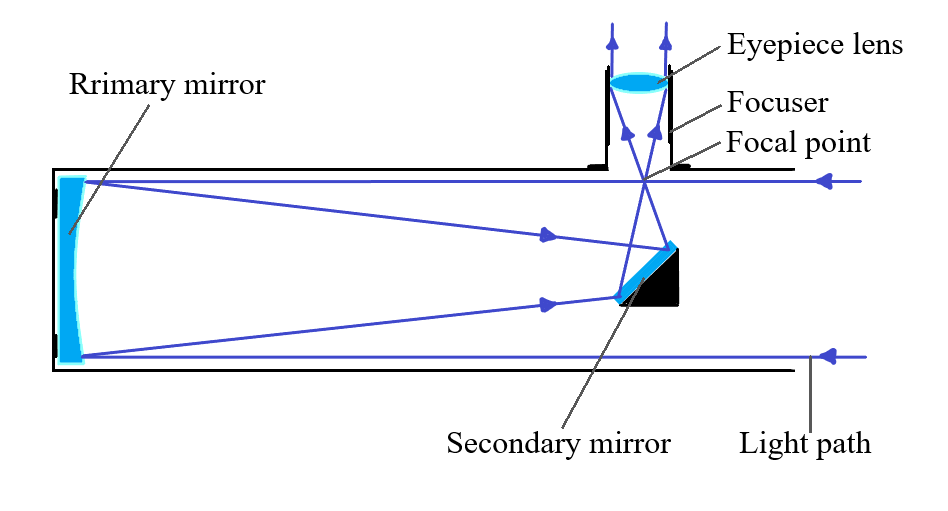 Eyepiece lens
Rrimary mirror
Focuser
Focal point
Secondary mirror
Light path